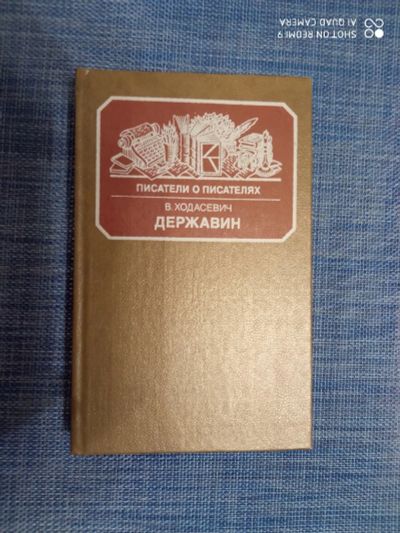 SHOT ON REDMI 9
AI QUAD CAMERA
ПИСАТЕЛИ О ПИСАТЕЛЯХ
В. ХОДАСЕВИЧ
ДЕРЖАВИН